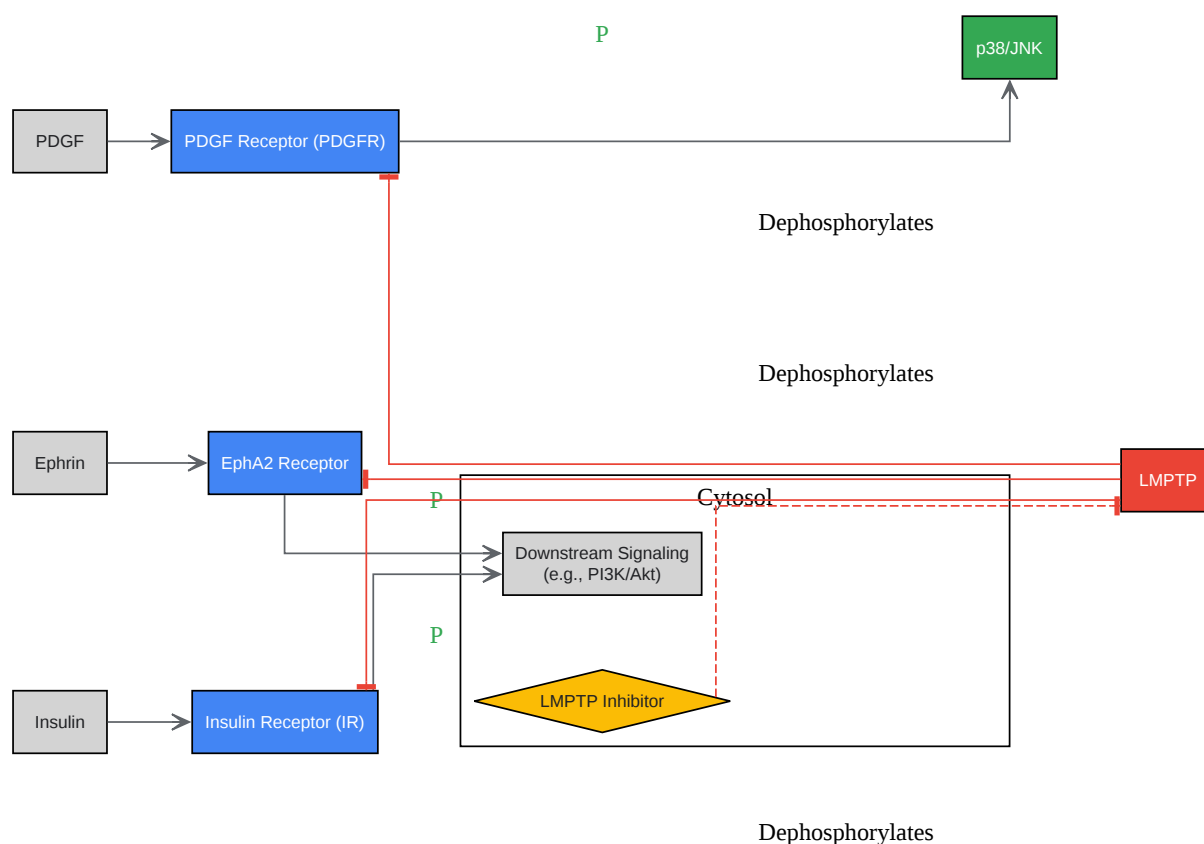 P
p38/JNK
PDGF
PDGF Receptor (PDGFR)
Dephosphorylates
Dephosphorylates
Ephrin
EphA2 Receptor
LMPTP
P
Cytosol
Downstream Signaling
(e.g., PI3K/Akt)
P
LMPTP Inhibitor
Insulin
Insulin Receptor (IR)
Dephosphorylates